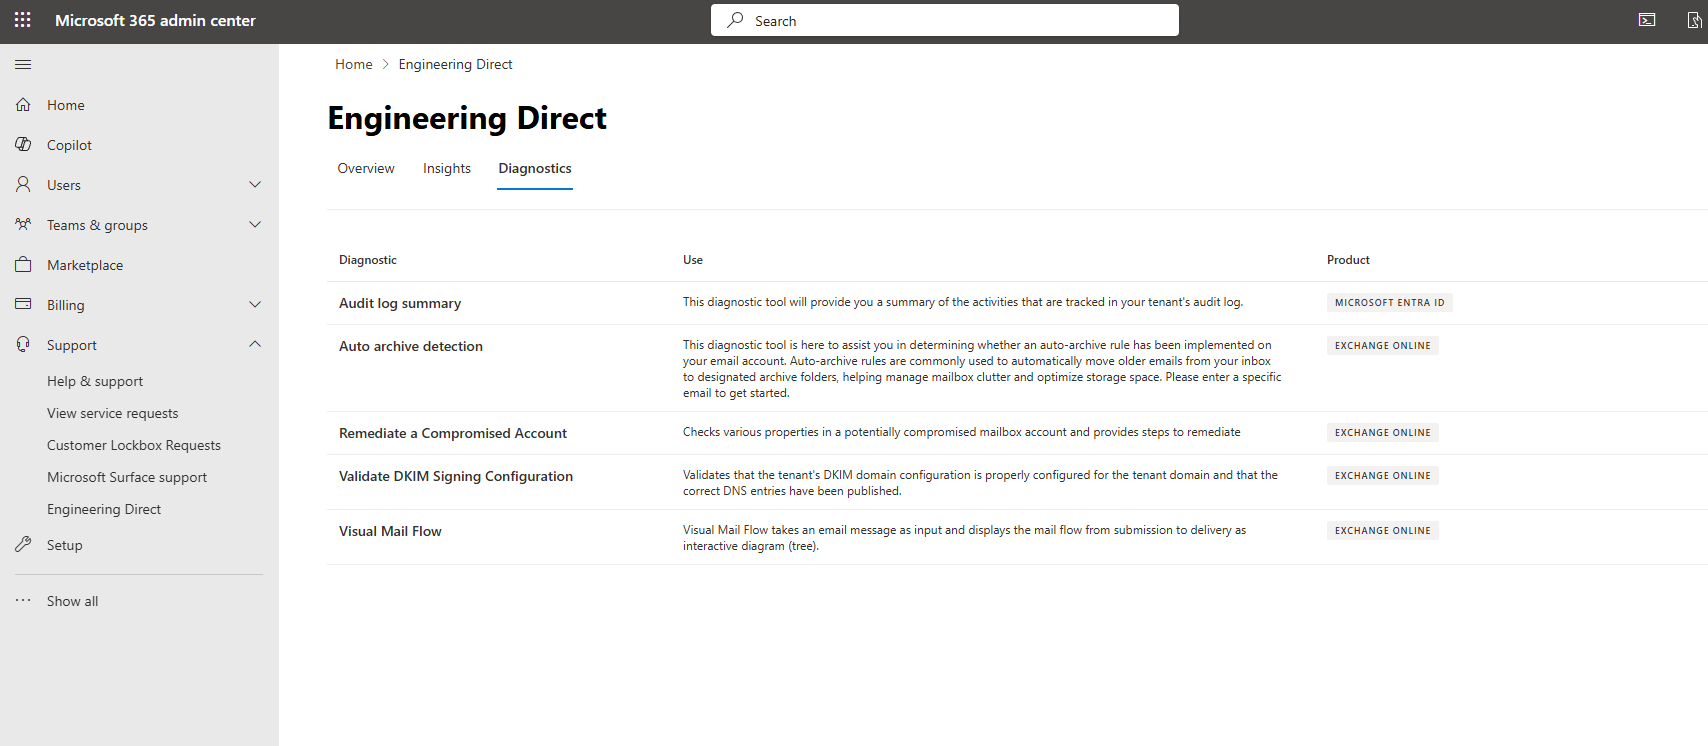 Microsoft 365 admin center
Search
Home
Copilot
Users
Teams & groups
Marketplace
Billing
Support
Help & support
View service requests
Customer Lockbox Requests
Microsoft Surface support
Engineering Direct
Setup
Show all
Home > Engineering Direct
Engineering Direct
Overview Insights Diagnostics
Diagnostic Use Product
Audit log summary
This diagnostic tool will provide you a summary of the activities that are tracked in your tenant's audit log.
MICROSOFT ENTRA ID
Auto archive detection
This diagnostic tool is here to assist you in determining whether an auto-archive rule has been implemented on
your email account. Auto-archive rules are commonly used to automatically move older emails from your inbox
to designated archive folders, helping manage mailbox clutter and optimize storage space. Please enter a specific
email to get started.
EXCHANGE ONLINE
Remediate a Compromised Account
Checks various properties in a potentially compromised mailbox account and provides steps to remediate
EXCHANGE ONLINE
Validate DKIM Signing Configuration
Validates that the tenant's DKIM domain configuration is properly configured for the tenant domain and that the
correct DNS entries have been published.
EXCHANGE ONLINE
Visual Mail Flow
Visual Mail Flow takes an email message as input and displays the mail flow from submission to delivery as
interactive diagram (tree).
EXCHANGE ONLINE